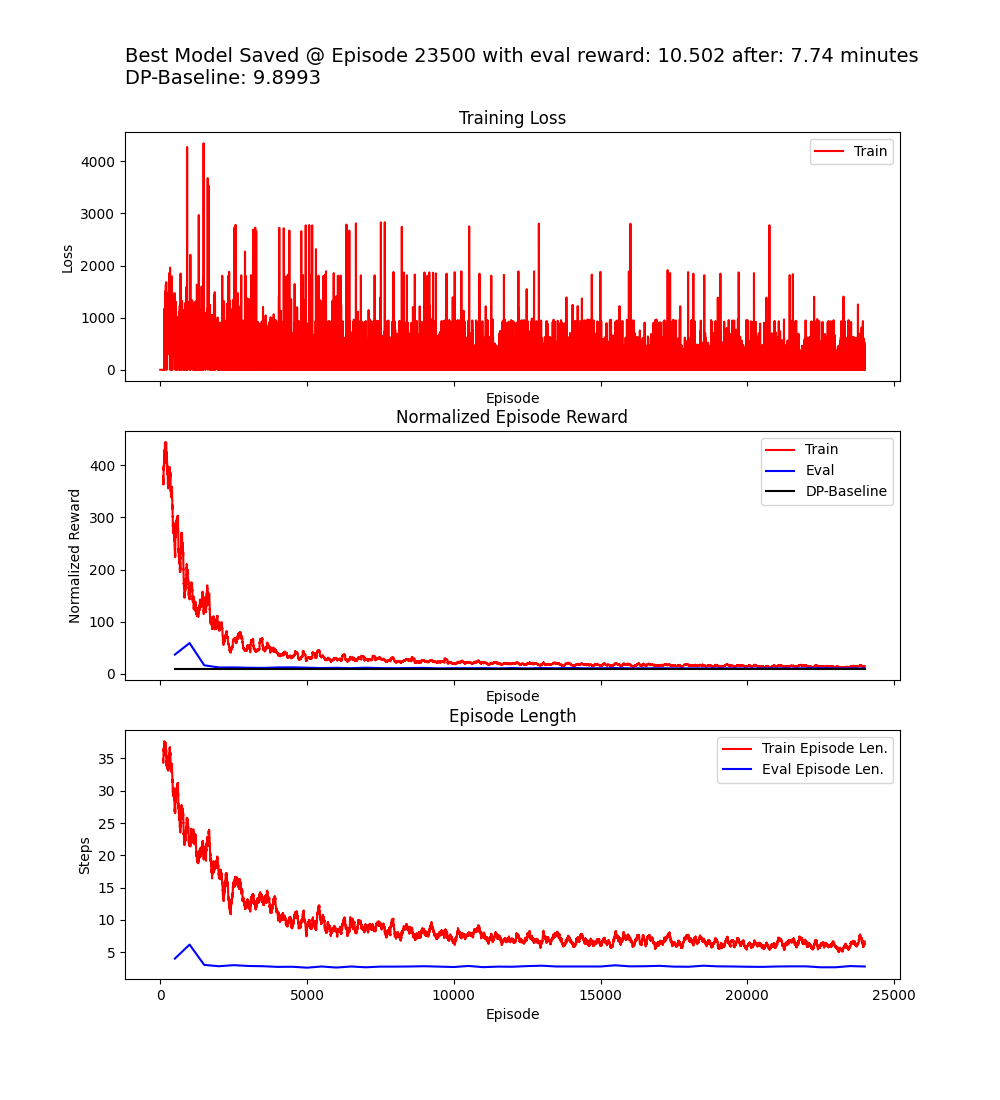 Best Model Saved @ Episode 23500 with eval reward: 10.502 after: 7.74 minutes
DP-Baseline: 9.8993
Training Loss
Train
4000
3000
2000
1000
0
Loss
Episode
Normalized Episode Reward
Train
Eval
DP-Baseline
400
300
200
100
0
Normalized Reward
Episode
Episode Length
Train Episode Len.
Eval Episode Len.
35
30
25
20
15
10
5
Steps
0 5000 10000 15000 20000 25000
Episode